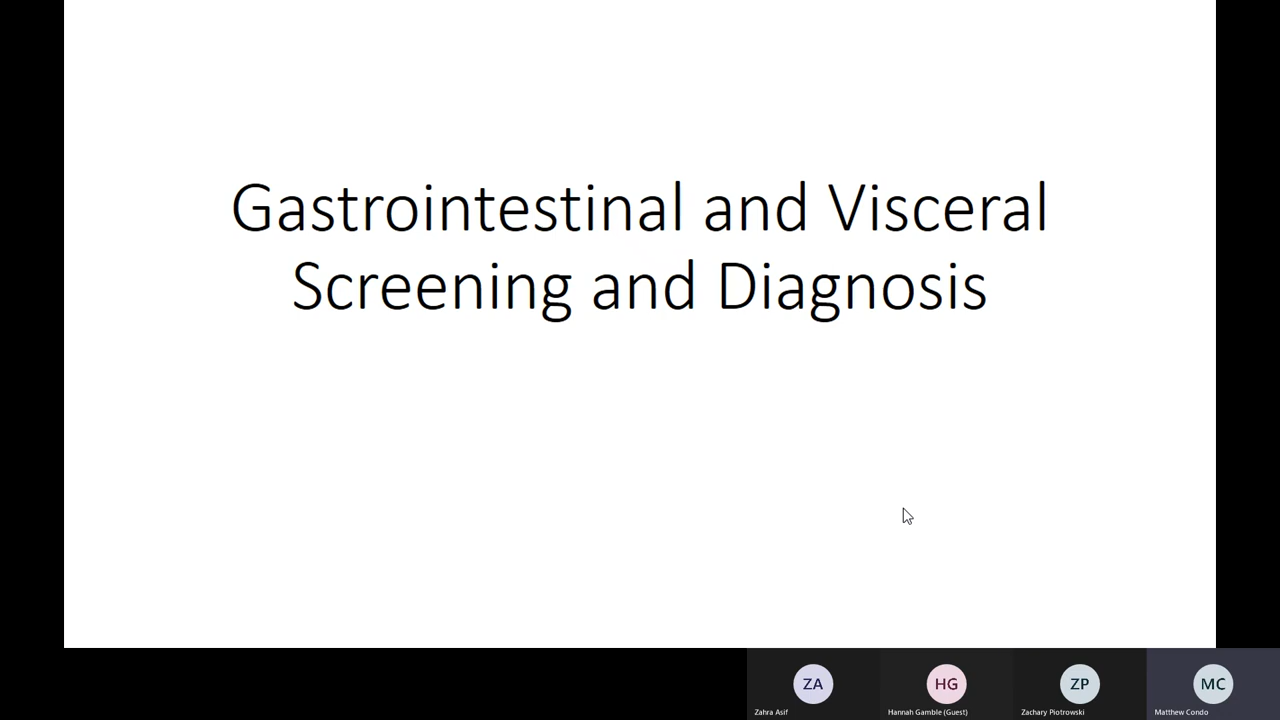 Gastrointestinal and Visceral
Screening and Diagnosis
ZA
HG
ZP
MC
Zahra Asif
Hannah Gamble (Guest)
Zachary Piotrowski
Matthew Condo